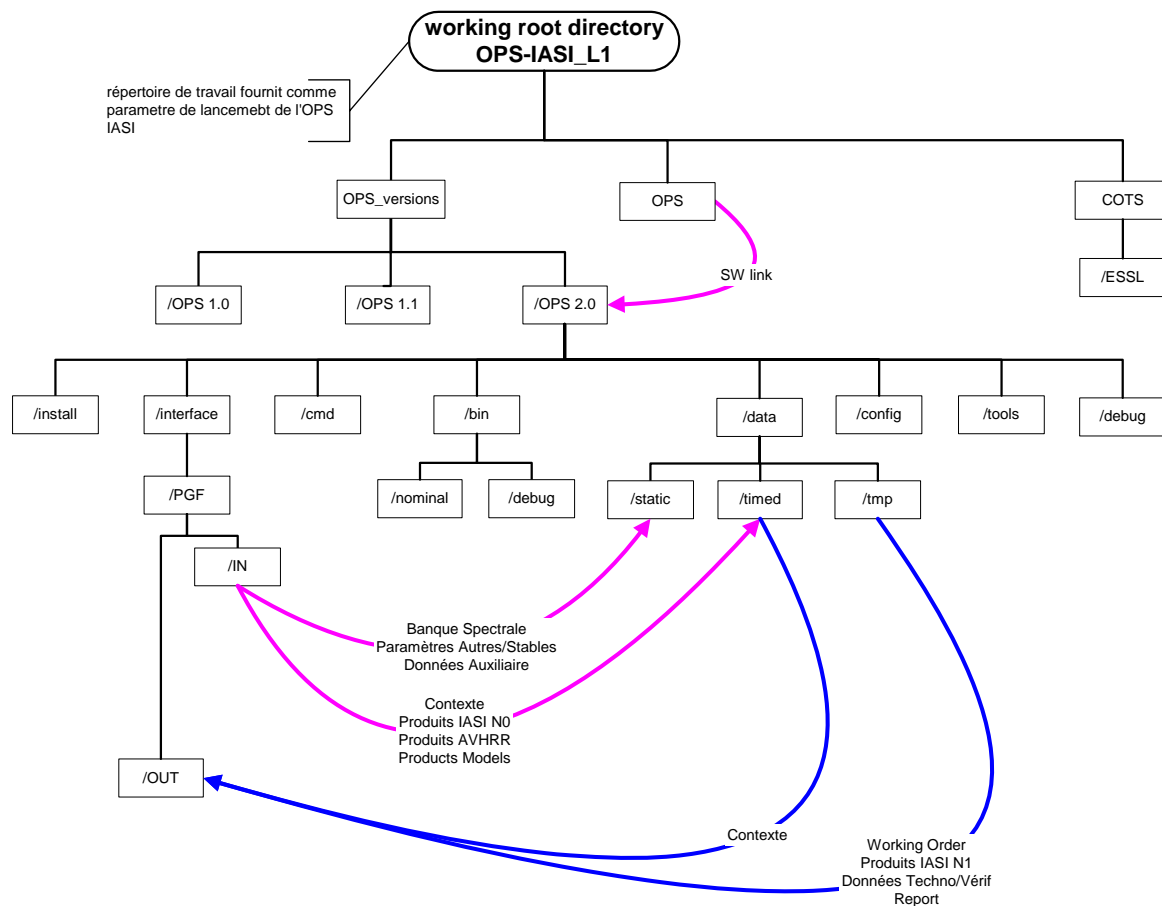 working root directory
OPS-IASI_L1
répertoire de travail fournit comme
parametre de lancemebt de l'OPS
IASI
OPS_versions
OPS
COTS
SW link
/ESSL
/OPS 1.0
/OPS 1.1
/OPS 2.0
/install
/interface
/cmd
/bin
/data
/config
/tools
/debug
/PGF
/nominal
/debug
/static
/timed
/tmp
/IN
Banque Spectrale
Paramètres Autres/Stables
Données Auxiliaire
Contexte
Produits IASI N0
Produits AVHRR
Products Models
/OUT
Contexte
Working Order
Produits IASI N1
Données Techno/Vérif
Report